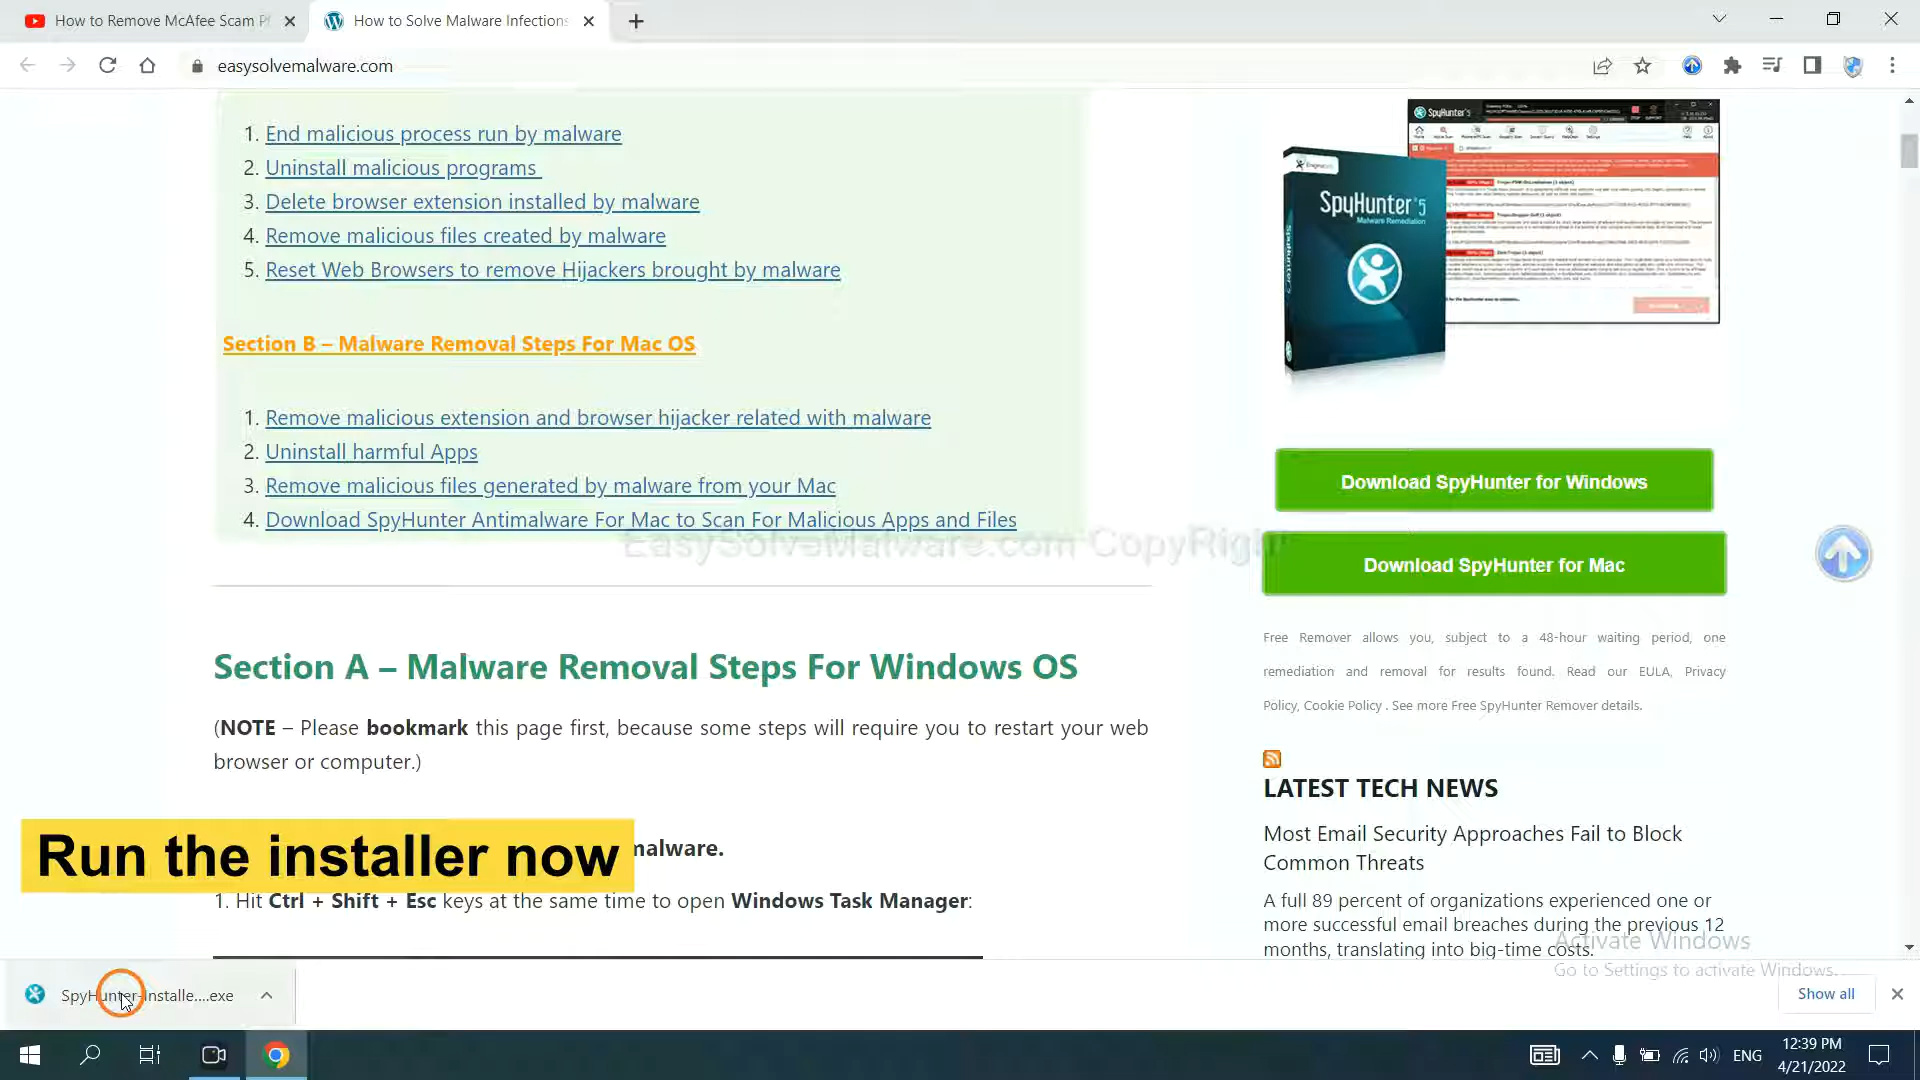 How to Remove McAfee Scam P
How to Solve Malware Infections
easysolvemalware.com
1. End malicious process run by malware
2. Uninstall malicious programs
3. Delete browser extension installed by malware
4. Remove malicious files created by malware
5. Reset Web Browsers to remove Hijackers brought by malware
Section B – Malware Removal Steps For Mac OS
1. Remove malicious extension and browser hijacker related with malware
2. Uninstall harmful Apps
3. Remove malicious files generated by malware from your Mac
4. Download SpyHunter Antimalware For Mac to Scan For Malicious Apps and Files
EasySolveMalware.com CopyRight
Section A – Malware Removal Steps For Windows OS
(NOTE – Please bookmark this page first, because some steps will require you to restart your web
browser or computer.)
Run the installer now
malware.
1. Hit Ctrl + Shift + Esc keys at the same time to open Windows Task Manager:
SpyHunter 5
SpyHunter 5
Malware Remediation
SpyHunter
Download SpyHunter for Windows
Download SpyHunter for Mac
Free Remover allows you, subject to a 48-hour waiting period, one
remediation and removal for results found. Read our EULA, Privacy
Policy, Cookie Policy . See more Free SpyHunter Remover details.
LATEST TECH NEWS
Most Email Security Approaches Fail to Block
Common Threats
A full 89 percent of organizations experienced one or
more successful email breaches during the previous 12
months, translating into big-time costs.
Activate Windows
Go to Settings to activate Windows.
SpyHunter-Installe....exe
Show all
ENG
12:39 PM
4/21/2022